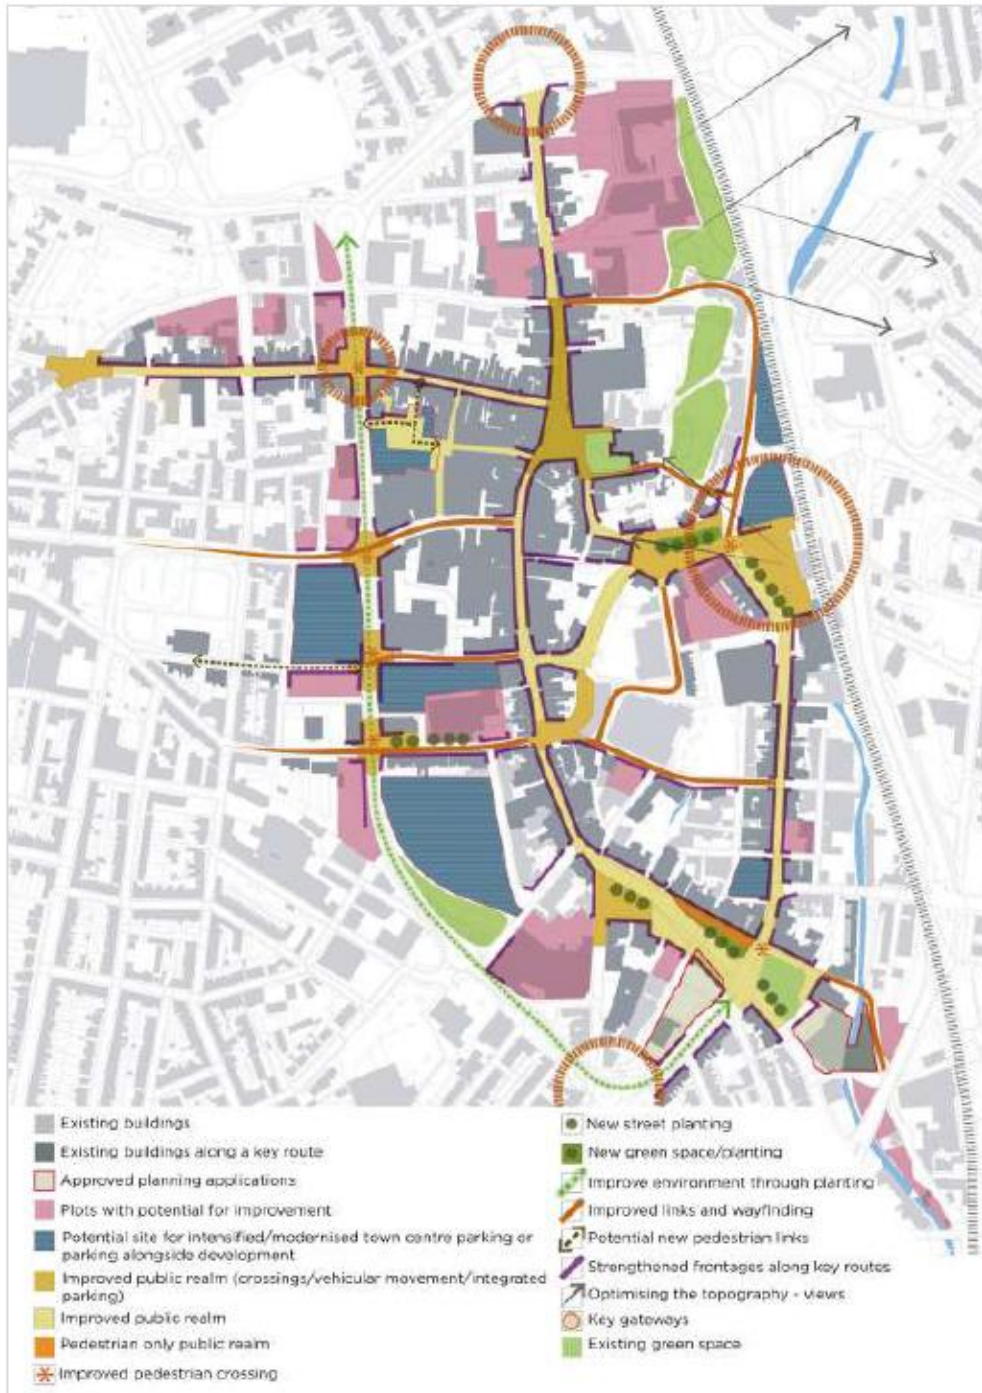 Existing buildings
Existing buildings along a key route
Approved planning applications
Plots with potential for improvement
Potential site for intensified/modernised town centre parking or
parking alongside development
Improved public realm (crossings/vehicular movement/integrated
parking)
Improved public realm
Pedestrian only public realm
Improved pedestrian crossing
New street planting
New green space/planting
Improve environment through planting
Improved links and wayfinding
Potential new pedestrian links
Strengthened frontages along key routes
Optimising the topography - views
Key gateways
Existing green space